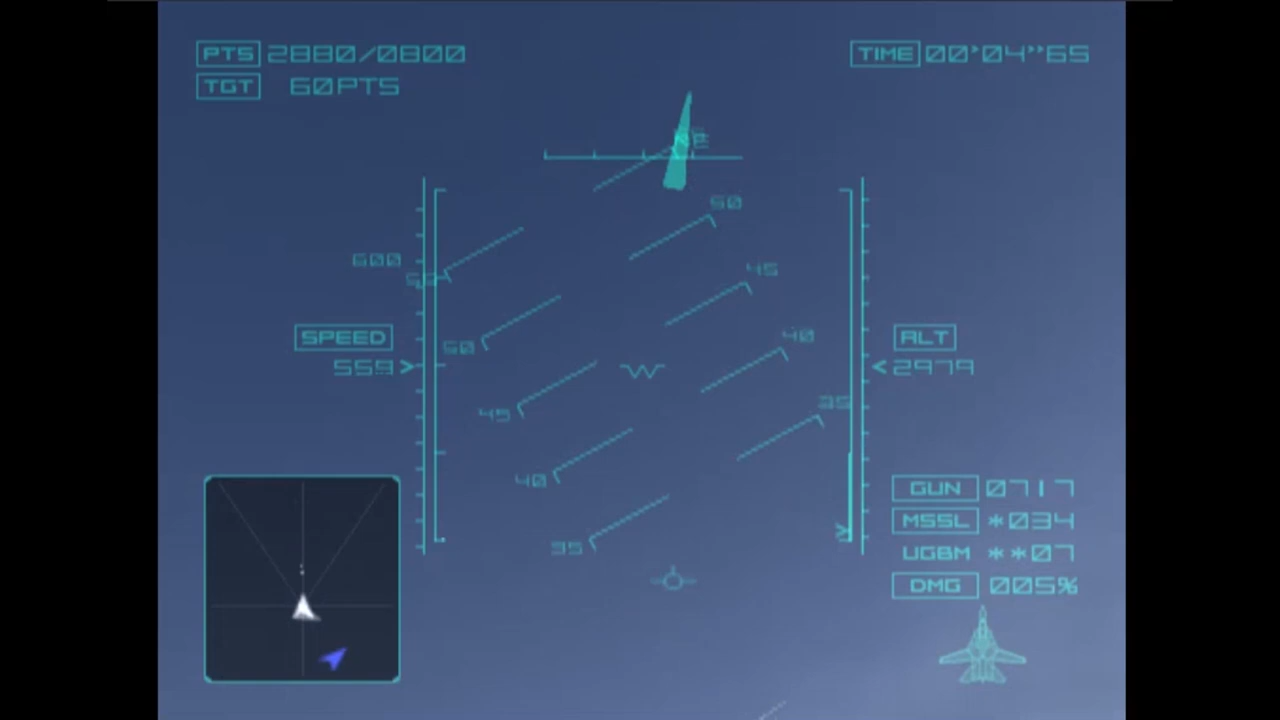 PTS 2880/0800
TIME 00'04"65
TGT 60PTS
50
45
600
SPEED
559 >
ALT
< 2979
50
40
45
35
40
35
GUN 0717
MSSL *034
UGBM **07
DMG 005%